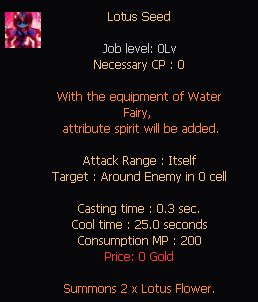 Lotus Seed
Job level: 0Lv
Necessary CP : 0
With the equipment of Water
Fairy,
attribute spirit will be added.
Attack Range : Itself
Target : Around Enemy in 0 cell
Casting time : 0.3 sec.
Cool time : 25.0 seconds
Consumption MP : 200
Price: 0 Gold
Summons 2 x Lotus Flower.